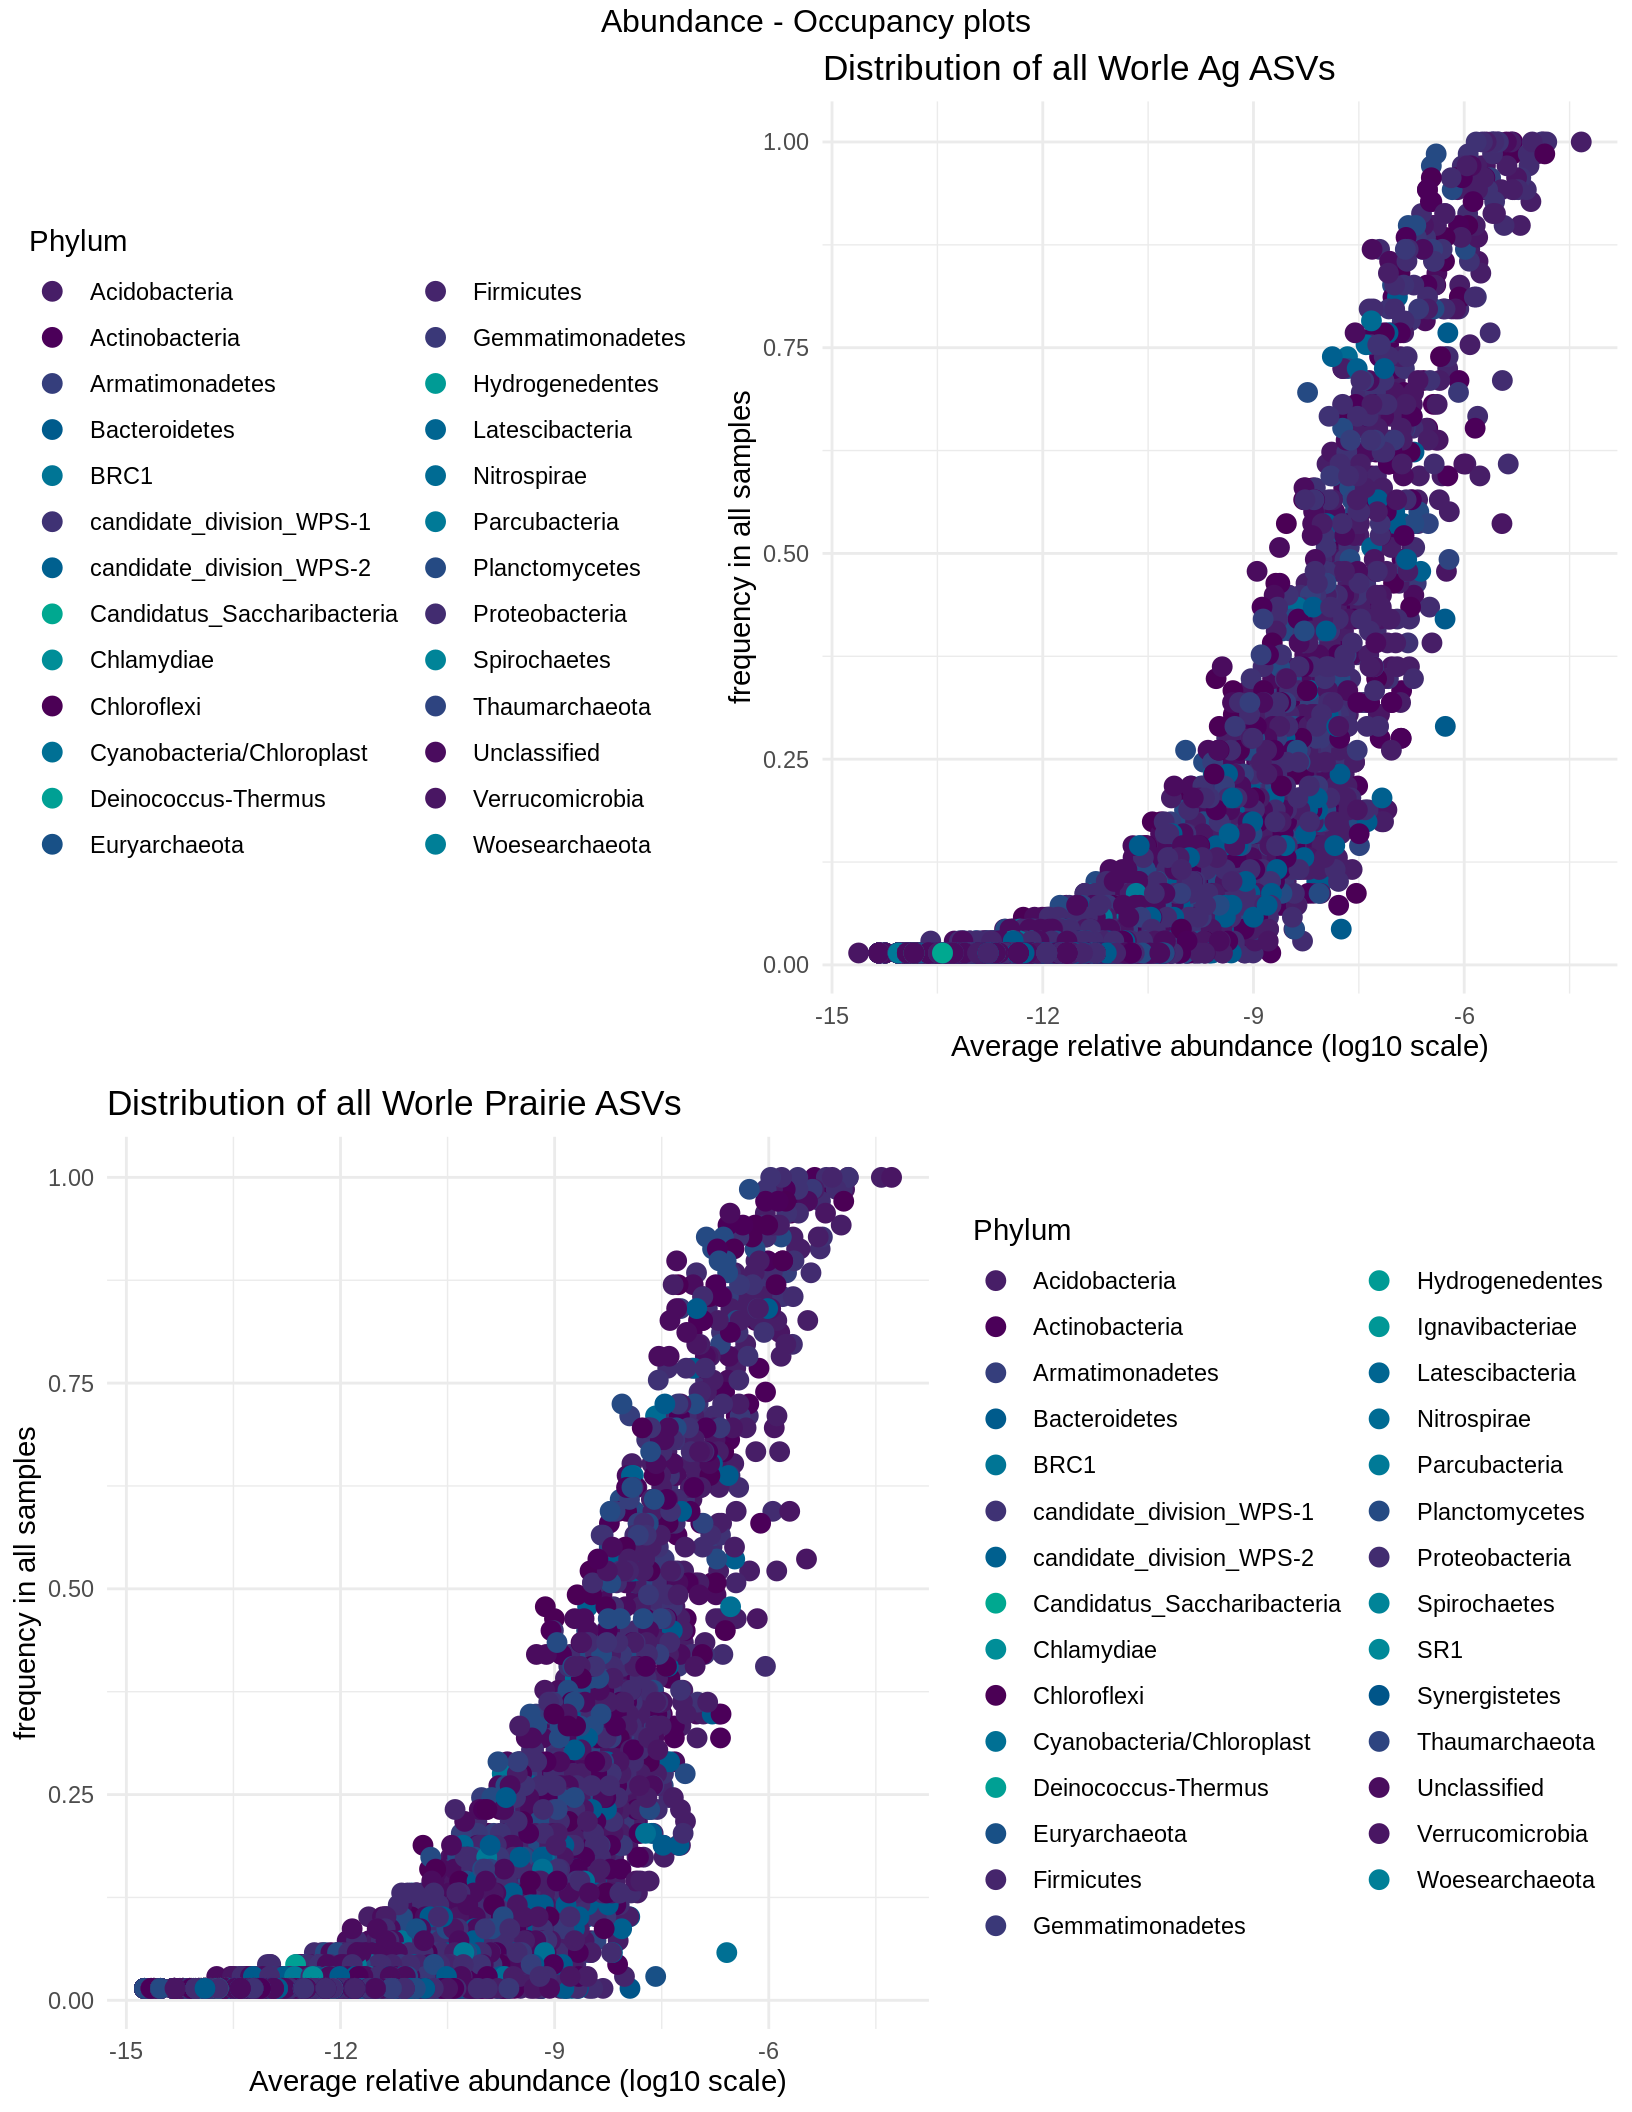 Abundance - Occupancy plots
Distribution of all Worle Ag ASVs
Phylum
Acidobacteria
Actinobacteria
Armatimonadetes
Bacteroidetes
BRC1
candidate_division_WPS-1
candidate_division_WPS-2
Candidatus_Saccharibacteria
Chlamydiae
Chloroflexi
Cyanobacteria/Chloroplast
Deinococcus-Thermus
Euryarchaeota
Firmicutes
Gemmatimonadetes
Hydrogenedentes
Latescibacteria
Nitrospirae
Parcubacteria
Planctomycetes
Proteobacteria
Spirochaetes
Thaumarchaeota
Unclassified
Verrucomicrobia
Woesearchaeota
frequency in all samples
1.00
0.75
0.50
0.25
0.00
-15
-12
-9
-6
Average relative abundance (log10 scale)
Distribution of all Worle Prairie ASVs
frequency in all samples
1.00
0.75
0.50
0.25
0.00
-15
-12
-9
-6
Average relative abundance (log10 scale)
Phylum
Acidobacteria
Actinobacteria
Armatimonadetes
Bacteroidetes
BRC1
candidate_division_WPS-1
candidate_division_WPS-2
Candidatus_Saccharibacteria
Chlamydiae
Chloroflexi
Cyanobacteria/Chloroplast
Deinococcus-Thermus
Euryarchaeota
Firmicutes
Gemmatimonadetes
Hydrogenedentes
Ignavibacteriae
Latescibacteria
Nitrospirae
Parcubacteria
Planctomycetes
Proteobacteria
Spirochaetes
SR1
Synergistetes
Thaumarchaeota
Unclassified
Verrucomicrobia
Woesearchaeota